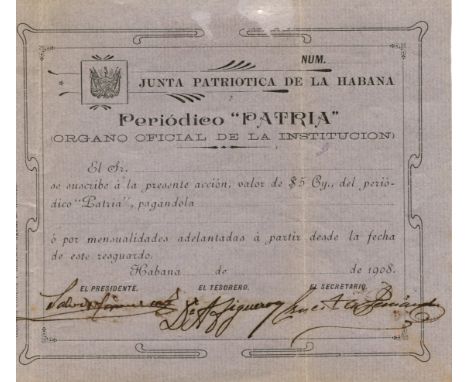 NUM.
JUNTA PATRIOTICA DE LA HABANA
Periódico "PATRIA"
(ORGANO OFICIAL DE LA INSTITUCION)
El Sr.
se suscribe á la presente acción, valor de $5 Cy., del perió-
dico "Patria", pagándola
ó por mensualidades adelantadas á partir desde la fecha
de este resguardo.
Habana de de 1908.
EL PRESIDENTE. EL TESORERO. EL SECRETARIO.